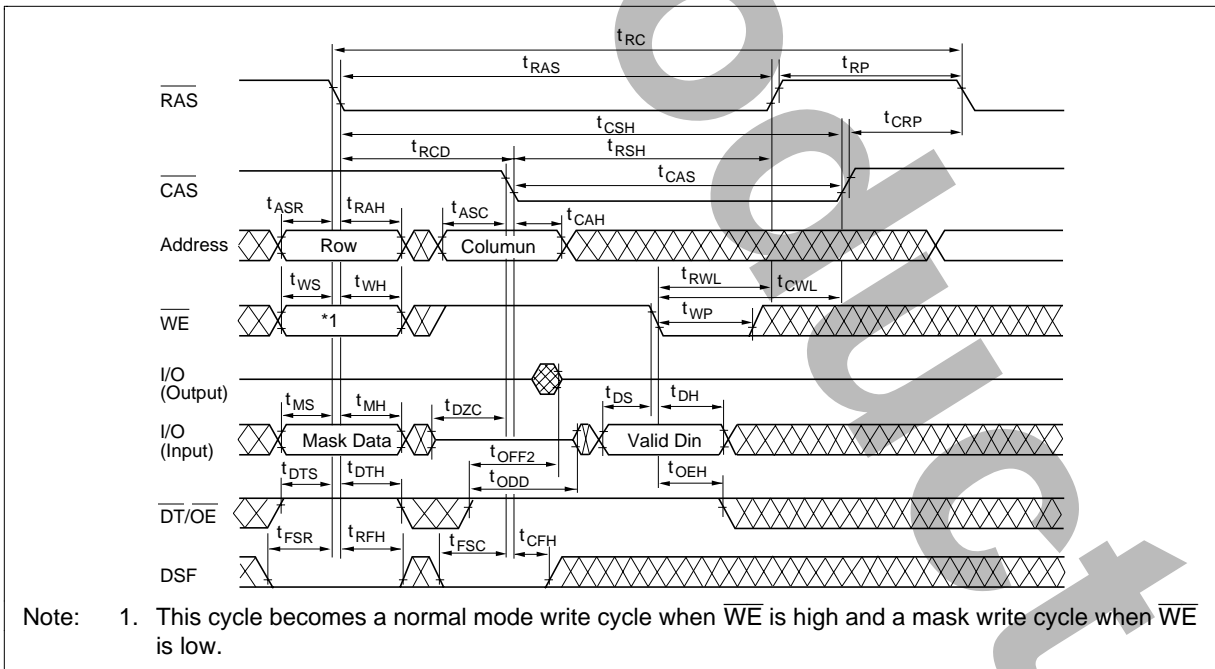 tRC
tRAS tRP
RAS
tCSH tCRP
tRCD tRSH
CAS tCAS
tASR tRAH tASC tCAH
Address Row Columun
tRWL
tWS tWH tCWL
WE *1 tWP
I/O
(Output)
tMS tMH tDZC tDS tDH
I/O
(Input) Mask Data Valid Din
tOFF2
tDTS tDTH tODD tOEH
DT/OE
tFSR tRFH tFSC tCFH
DSF
Note: 1. This cycle becomes a normal mode write cycle when WE is high and a mask write cycle when WE
is low.
oduct